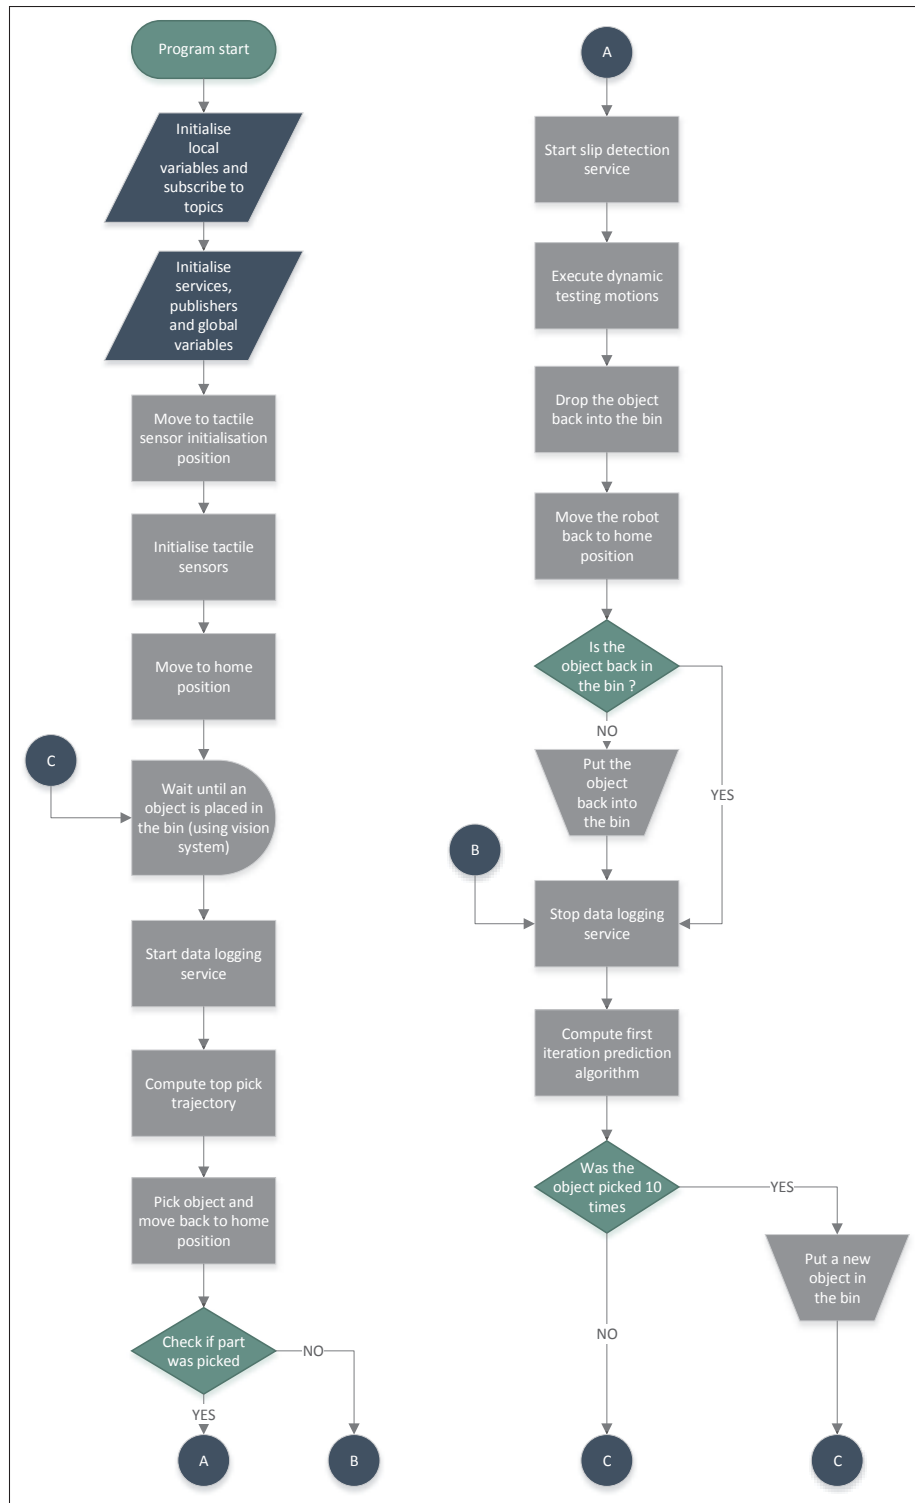 Program start
Initialise
local
variables and
subscribe to
topics
Initialise
services,
publishers
and global
variables
Move to tactile
sensor initialisation
position
Initialise tactile
sensors
Move to home
position
C
Wait until an
object is placed in
the bin (using vision
system)
Start data logging
service
Compute top pick
trajectory
Pick object and
move back to home
position
Check if part
was picked
NO
YES
A
B
A
Start slip detection
service
Execute dynamic
testing motions
Drop the object
back into the bin
Move the robot
back to home
position
Is the
object back in
the bin ?
NO
YES
Put the
object
back into
the bin
B
Stop data logging
service
Compute first
iteration prediction
algorithm
Was the
object picked 10
times
YES
Put a new
object in
the bin
NO
C
C